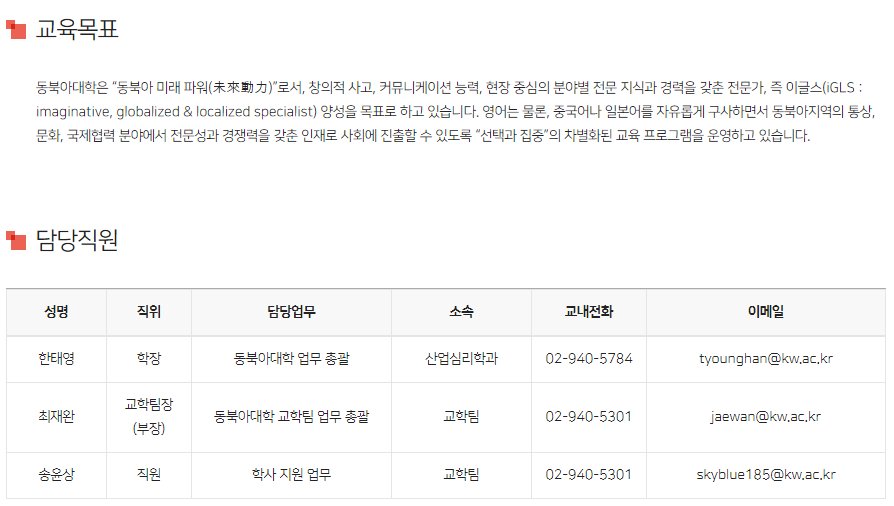 교육목표
동북아대학은 “동북아 미래 파워(未來動力)”로서, 창의적 사고, 커뮤니케이션 능력, 현장 중심의 분야별 전문 지식과 경력을 갖춘 전문가, 즉 이글스(iGLS :
imaginative, globalized & localized specialist) 양성을 목표로 하고 있습니다. 영어는 물론, 중국어나 일본어를 자유롭게 구사하면서 동북아지역의 통상,
문화, 국제협력 분야에서 전문성과 경쟁력을 갖춘 인재로 사회에 진출할 수 있도록 “선택과 집중”의 차별화된 교육 프로그램을 운영하고 있습니다.
담당직원
성명 직위 담당업무 소속 교내전화 이메일
한태영 학장 동북아대학 업무 총괄 산업심리학과 02-940-5784 tyounghan@kw.ac.kr
최재완 교학팀장 (부장) 동북아대학 교학팀 업무 총괄 교학팀 02-940-5301 jaewan@kw.ac.kr
송윤상 직원 학사 지원 업무 교학팀 02-940-5301 skyblue185@kw.ac.kr